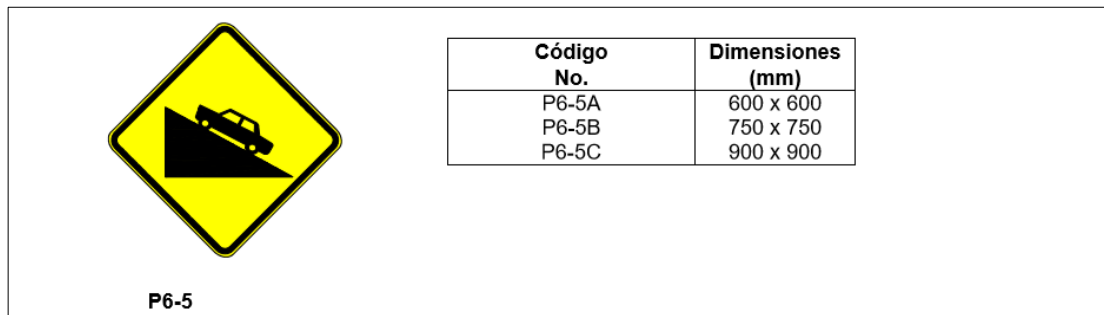 Código No. Dimensiones (mm)
P6-5A 600 x 600
P6-5B 750 x 750
P6-5C 900 x 900
P6-5